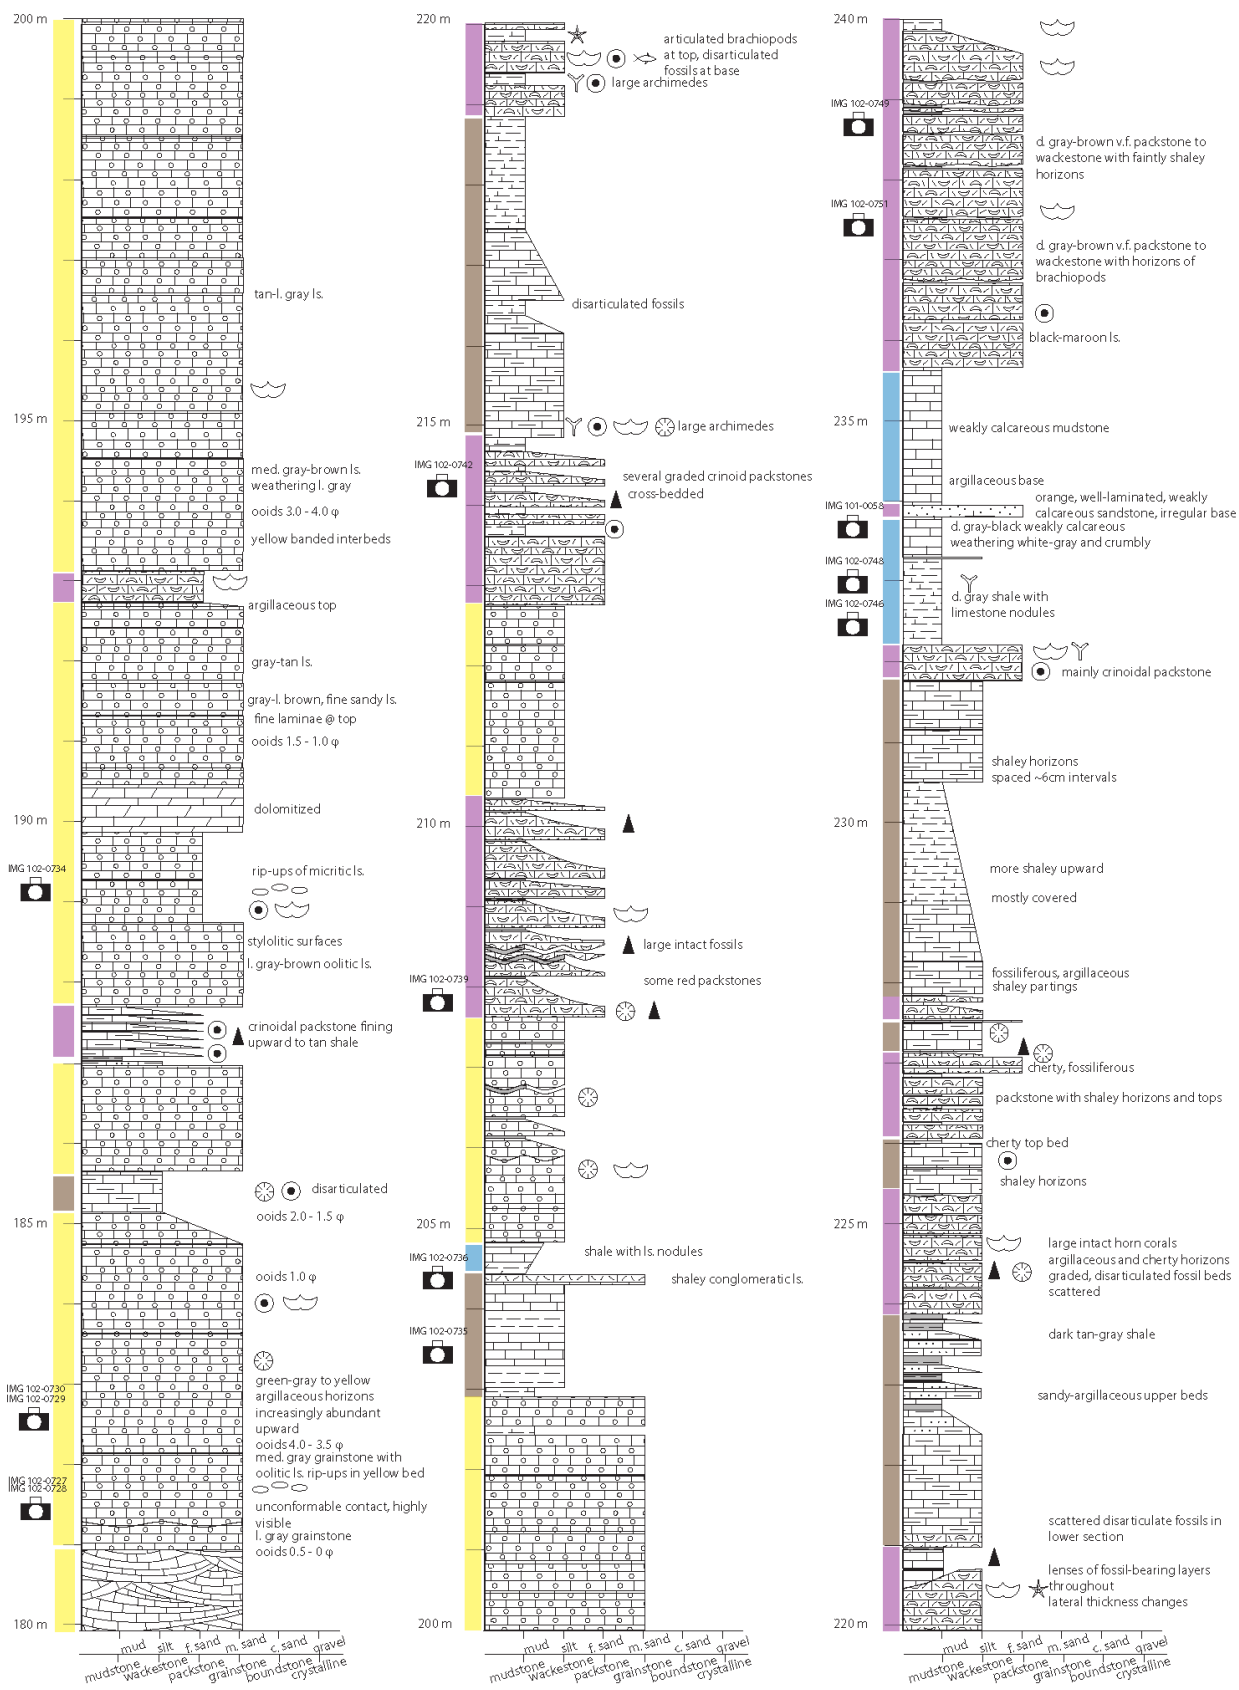 200 m
tan-l. gray ls.
195 m
med. gray-brown ls.
weathering l. gray
ooids 3.0 - 4.0 φ
yellow banded interbeds
argillaceous top
gray-tan ls.
gray-l. brown, fine sandy ls.
fine laminae @ top
ooids 1.5 - 1.0 φ
190 m
dolomitized
IMG 102-0734
rip-ups of micritic ls.
stylolitic surfaces
l. gray-brown oolitic ls.
crinoidal packstone fining
upward to tan shale
disarticulated
ooids 2.0 - 1.5 φ
185 m
ooids 1.0 φ
green-gray to yellow
argillaceous horizons
increasingly abundant
upward
IMG 102-0730
IMG 102-0729
ooids 4.0 - 3.5 φ
med. gray grainstone with
oolitic ls. rip-ups in yellow bed
IMG 102-0727
IMG 102-0728
unconformable contact, highly
visible
l. gray grainstone
ooids 0.5 - 0 φ
180 m
mud silt f. sand m. sand c. sand gravel
mudstone wackestone packstone grainstone boundstone crystalline
220 m
articulated brachiopods
at top, disarticulated
fossils at base
large archimedes
disarticulated fossils
215 m
large archimedes
IMG 102-0742
several graded crinoid packstones
cross-bedded
210 m
large intact fossils
IMG 102-0739
some red packstones
205 m
shale with ls. nodules
IMG 102-0736
shaley conglomeratic ls.
IMG 102-0735
200 m
mud silt f. sand m. sand c. sand gravel
mudstone wackestone packstone grainstone boundstone crystalline
240 m
IMG 102-0749
d. gray-brown v.f. packstone to
wackestone with faintly shaley
horizons
IMG 102-0751
d. gray-brown v.f. packstone to
wackestone with horizons of
brachiopods
black-maroon ls.
235 m
weakly calcareous mudstone
argillaceous base
IMG 101-0058
orange, well-laminated, weakly
calcareous sandstone, irregular base
d. gray-black weakly calcareous
weathering white-gray and crumbly
IMG 102-0748
d. gray shale with
limestone nodules
IMG 102-0746
mainly crinoidal packstone
shaley horizons
spaced ~6cm intervals
230 m
more shaley upward
mostly covered
fossiliferous, argillaceous
shaley partings
cherty, fossiliferous
packstone with shaley horizons and tops
cherty top bed
shaley horizons
225 m
large intact horn corals
argillaceous and cherty horizons
graded, disarticulated fossil beds
scattered
dark tan-gray shale
sandy-argillaceous upper beds
scattered disarticulate fossils in
lower section
lenses of fossil-bearing layers
throughout
lateral thickness changes
220 m
mud silt f. sand m. sand c. sand gravel
mudstone wackestone packstone grainstone boundstone crystalline